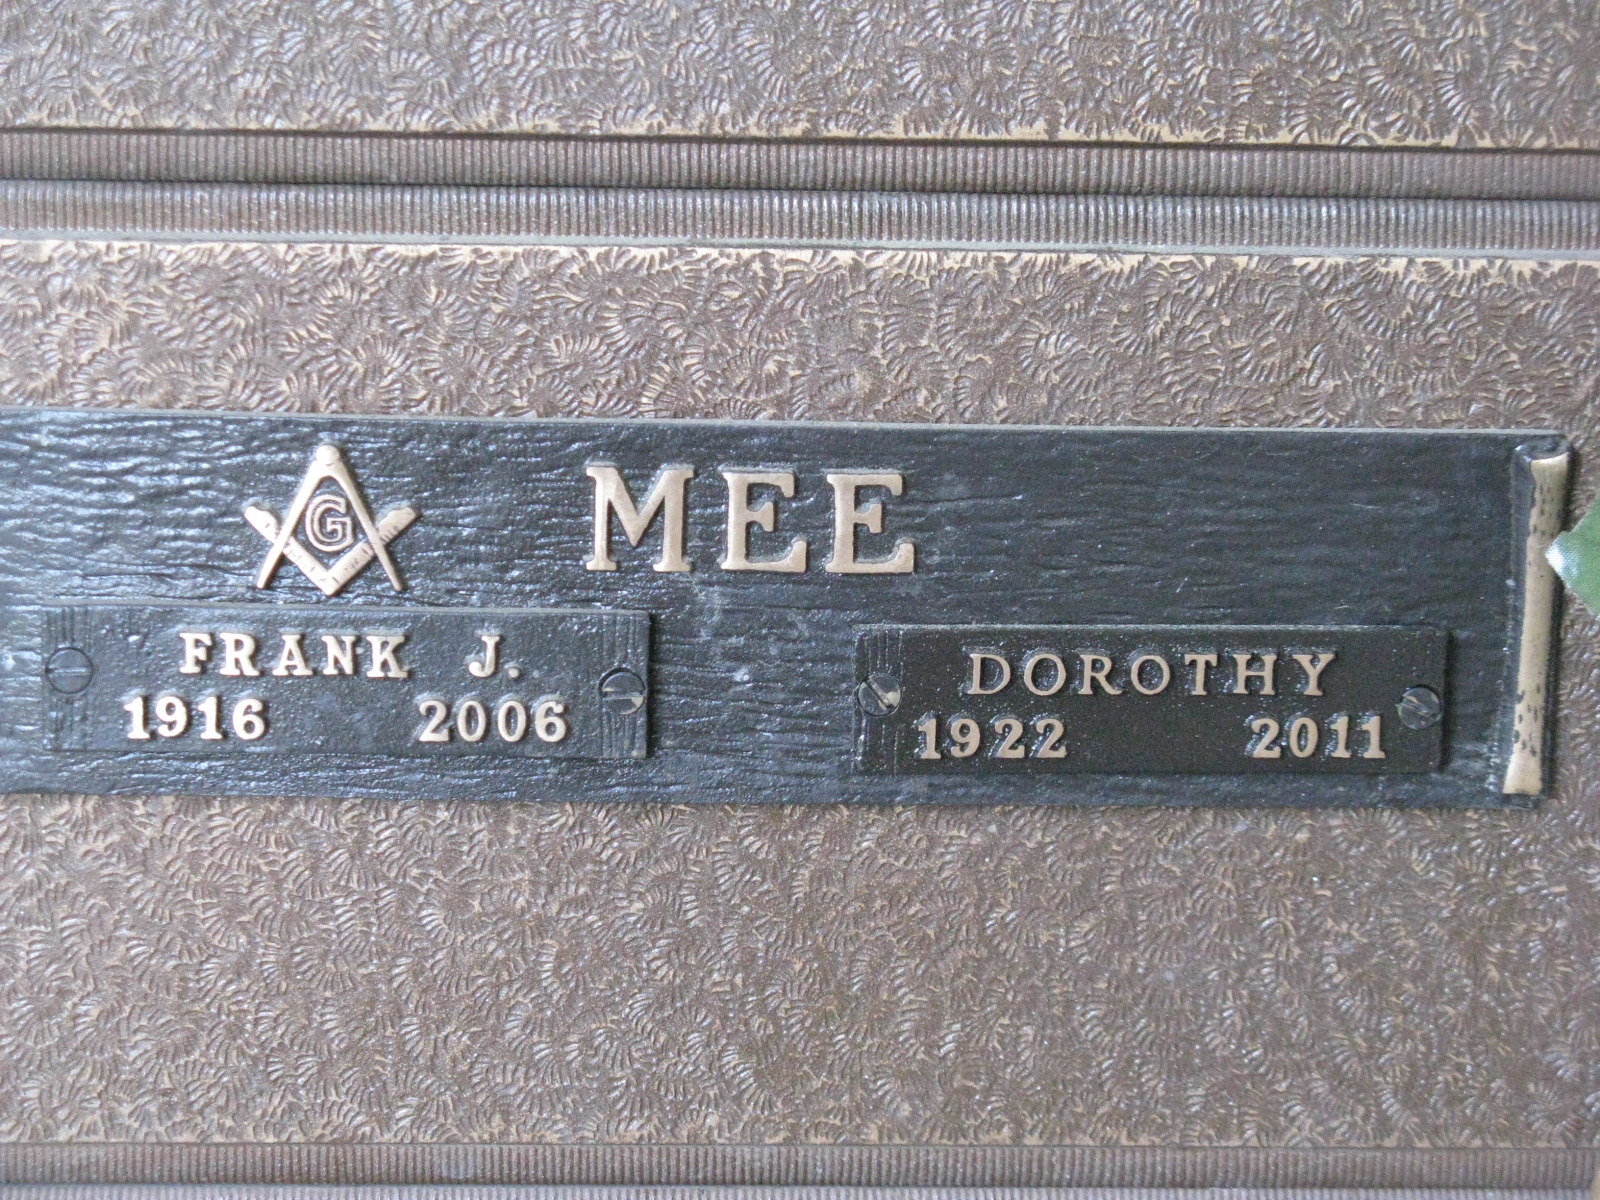 G
MEE
FRANK J.
1916 2006
DOROTHY
1922 2011